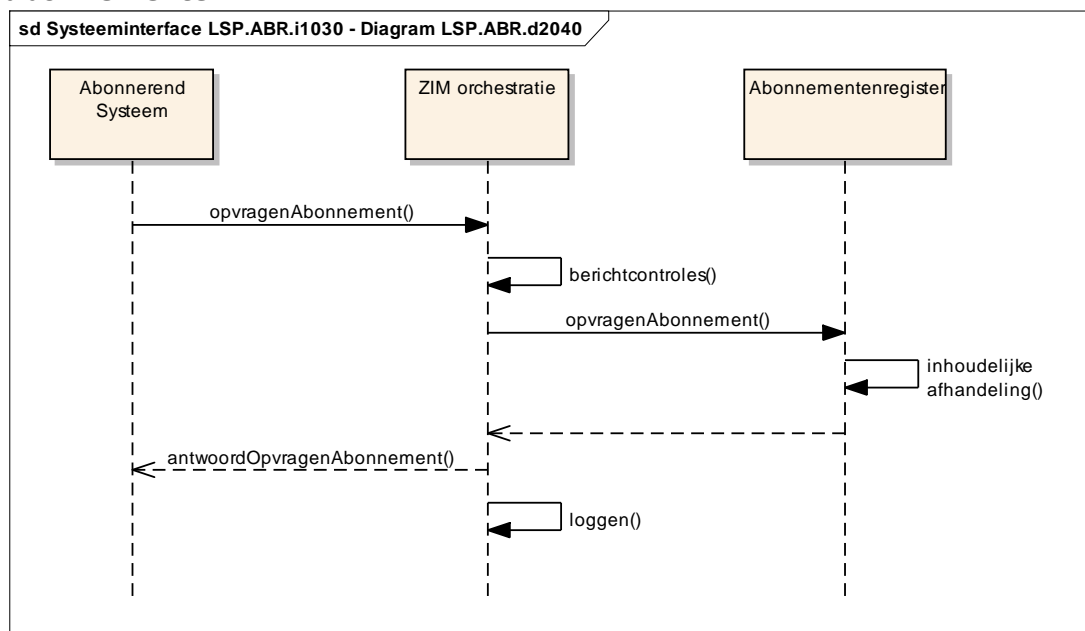 sd Systeeminterface LSP.ABR.i1030 - Diagram LSP.ABR.d2040
Abonnerend
Systeem
ZIM orchestratie
Abonnementenregister
opvragenAbonnement()
berichtcontroles()
opvragenAbonnement()
inhoudelijke
afhandeling()
antwoordOpvragenAbonnement()
loggen()